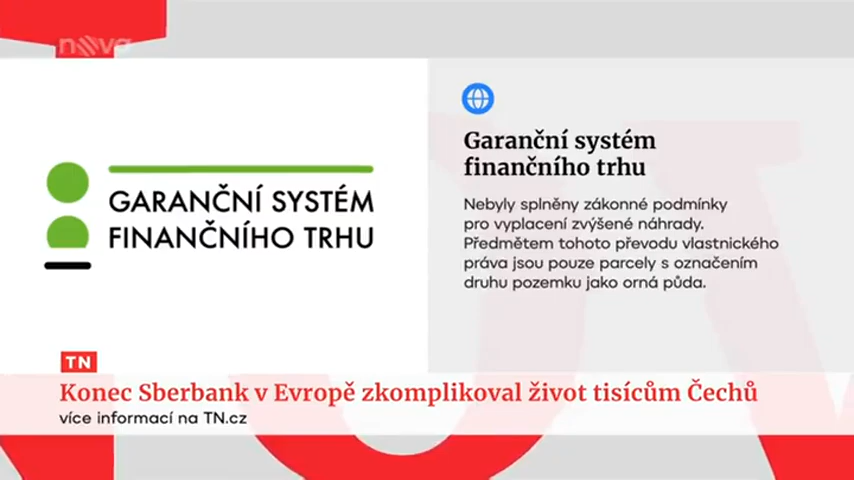 nova
GARANČNÍ SYSTÉM
FINANČNÍHO TRHU
Garanční systém
finančního trhu
Nebyly splněny zákonné podmínky
pro vyplacení zvýšené náhrady.
Předmětem tohoto převodu vlastnického
práva jsou pouze parcely s označením
druhu pozemku jako orná půda.
TN
Konec Sberbank v Evropě zkomplikoval život tisícům Čechů
více informací na TN.cz